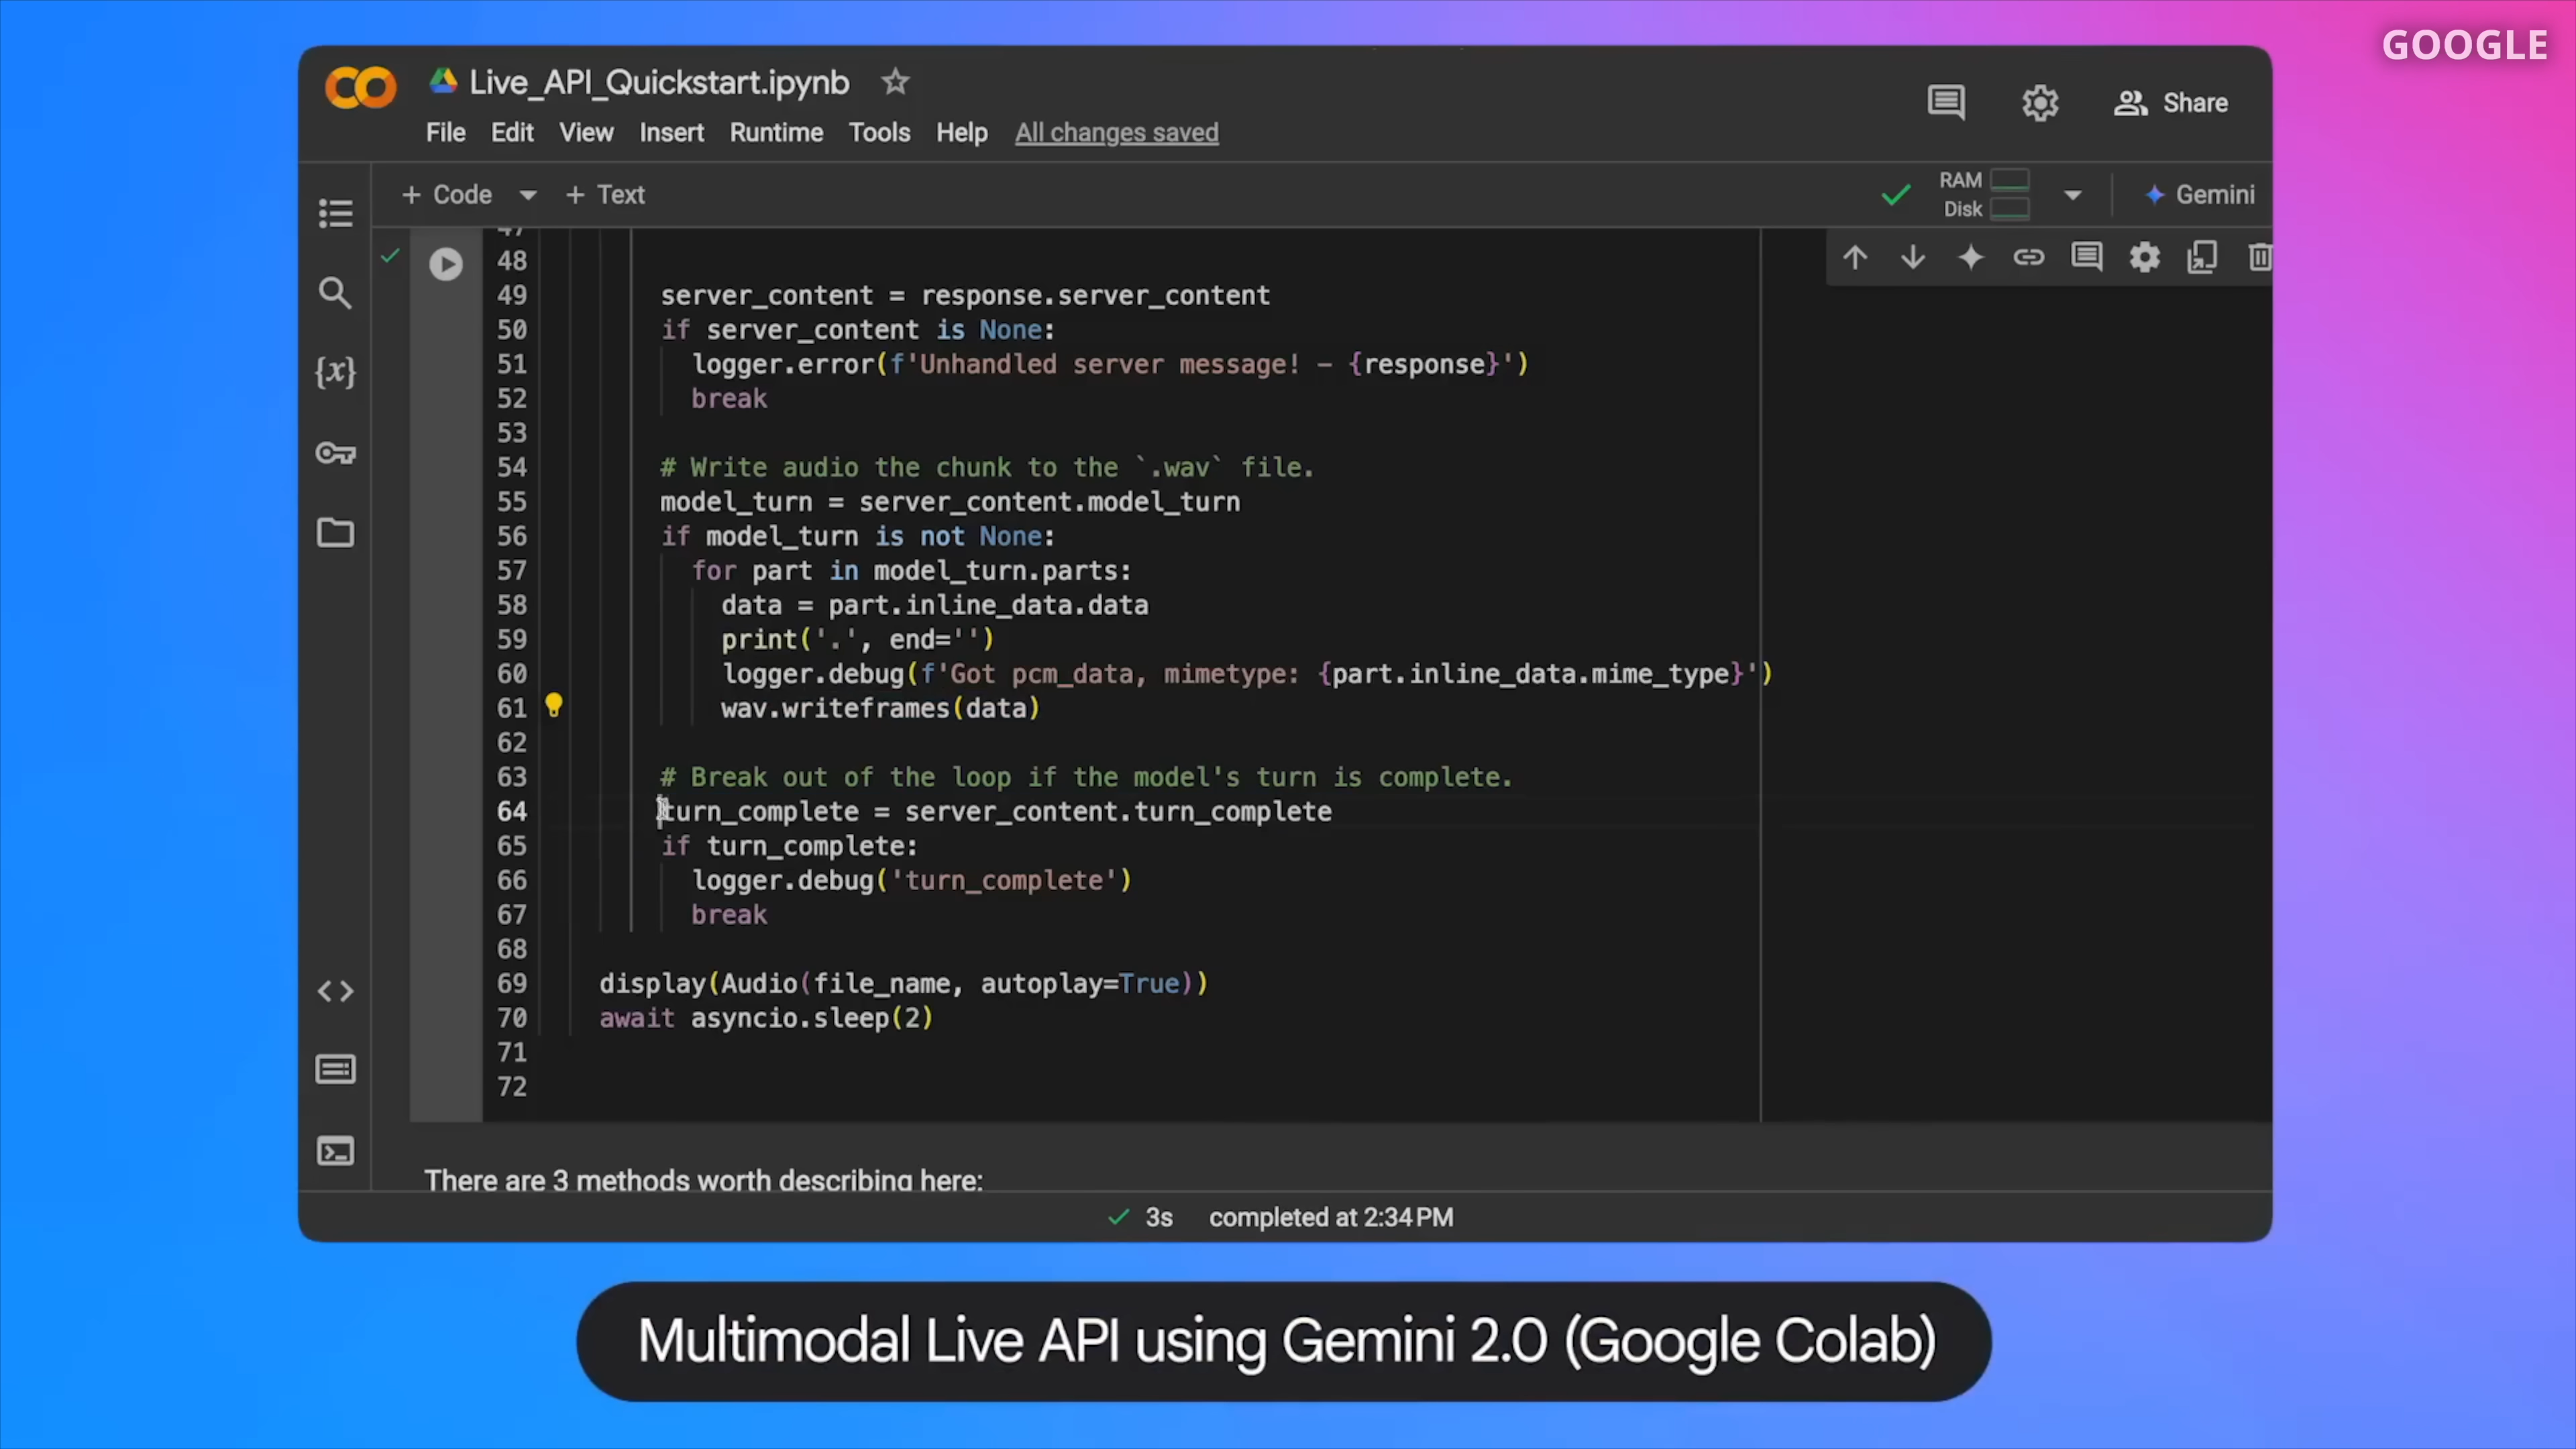 GOOGLE
Live_API_Quickstart.ipynb
File Edit View Insert Runtime Tools Help All changes saved
Share
+ Code + Text
RAM
Disk
Gemini
47
48
49 server_content = response.server_content
50 if server_content is None:
51 logger.error(f'Unhandled server message! - {response}')
52 break
53
54 # Write audio the chunk to the `.wav` file.
55 model_turn = server_content.model_turn
56 if model_turn is not None:
57 for part in model_turn.parts:
58 data = part.inline_data.data
59 print('.', end='')
60 logger.debug(f'Got pcm_data, mimetype: {part.inline_data.mime_type}')
61 wav.writeframes(data)
62
63 # Break out of the loop if the model's turn is complete.
64 turn_complete = server_content.turn_complete
65 if turn_complete:
66 logger.debug('turn_complete')
67 break
68
69 display(Audio(file_name, autoplay=True))
70 await asyncio.sleep(2)
71
72
There are 3 methods worth describing here:
3s completed at 2:34 PM
Multimodal Live API using Gemini 2.0 (Google Colab)